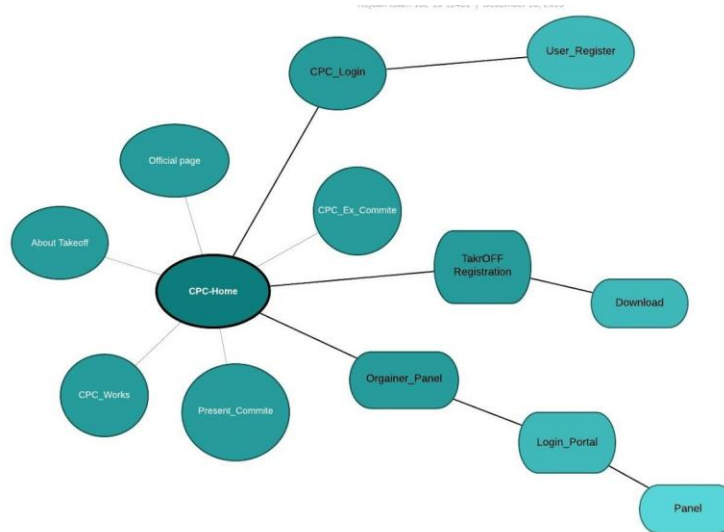 User_Register
CPC_Login
Official page
CPC_Ex_Commite
About Takeoff
TakrOFF
Registration
CPC-Home
Download
Orgainer_Panel
CPC_Works
Present_Commite
Login_Portal
Panel